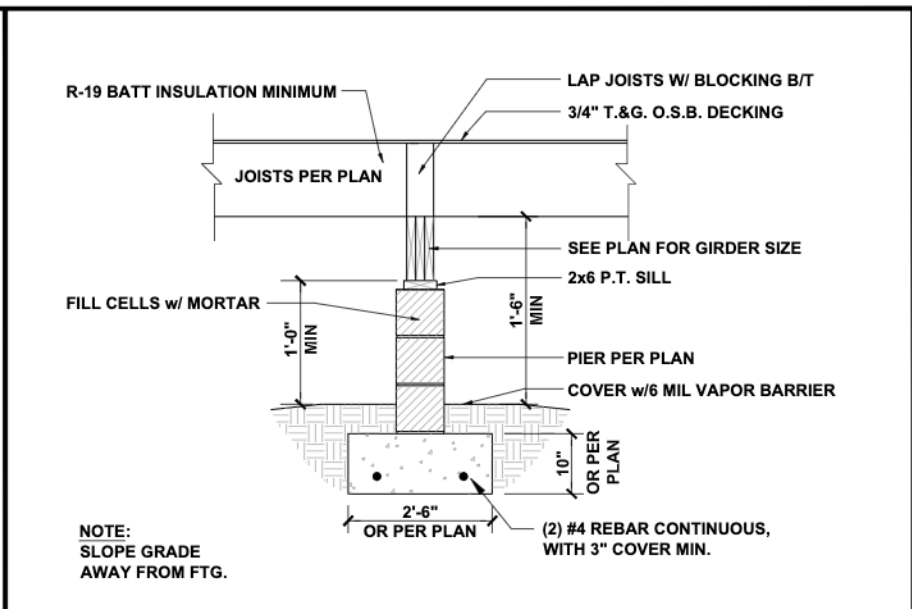 R-19 BATT INSULATION MINIMUM
LAP JOISTS W/ BLOCKING B/T
3/4" T.&G. O.S.B. DECKING
JOISTS PER PLAN
SEE PLAN FOR GIRDER SIZE
2x6 P.T. SILL
FILL CELLS w/ MORTAR
1'-0"
MIN
1'-6"
MIN
PIER PER PLAN
COVER w/6 MIL VAPOR BARRIER
10"
OR PER
PLAN
2'-6"
OR PER PLAN
(2) #4 REBAR CONTINUOUS,
WITH 3" COVER MIN.
NOTE:
SLOPE GRADE
AWAY FROM FTG.